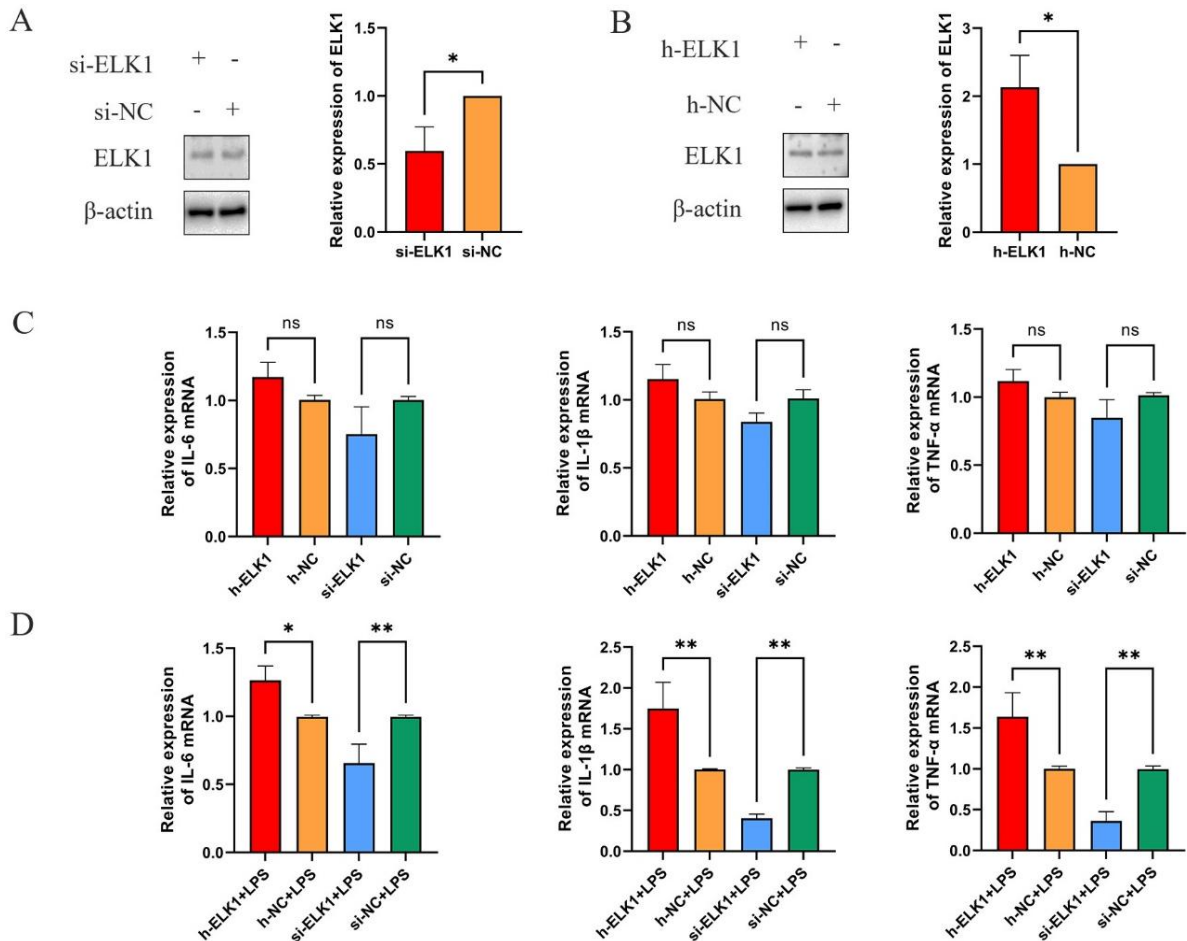 A
si-ELK1 + -
si-NC - +
ELK1
β-actin
Relative expression of ELK1
1.5
1.0
0.5
0.0
*
si-ELK1 si-NC
B
h-ELK1 + -
h-NC - +
ELK1
β-actin
Relative expression of ELK1
3
2
1
0
*
h-ELK1 h-NC
C
Relative expression
of IL-6 mRNA
1.5
1.0
0.5
0.0
ns ns
h-ELK1 h-NC si-ELK1 si-NC
Relative expression
of IL-1β mRNA
1.5
1.0
0.5
0.0
ns ns
h-ELK1 h-NC si-ELK1 si-NC
Relative expression
of TNF-α mRNA
1.5
1.0
0.5
0.0
ns ns
h-ELK1 h-NC si-ELK1 si-NC
D
Relative expression
of IL-6 mRNA
1.5
1.0
0.5
0.0
* **
h-ELK1+LPS h-NC+LPS si-ELK1+LPS si-NC+LPS
Relative expression
of IL-1β mRNA
2.5
2.0
1.5
1.0
0.5
0.0
** **
h-ELK1+LPS h-NC+LPS si-ELK1+LPS si-NC+LPS
Relative expression
of TNF-α mRNA
2.5
2.0
1.5
1.0
0.5
0.0
** **
h-ELK1+LPS h-NC+LPS si-ELK1+LPS si-NC+LPS